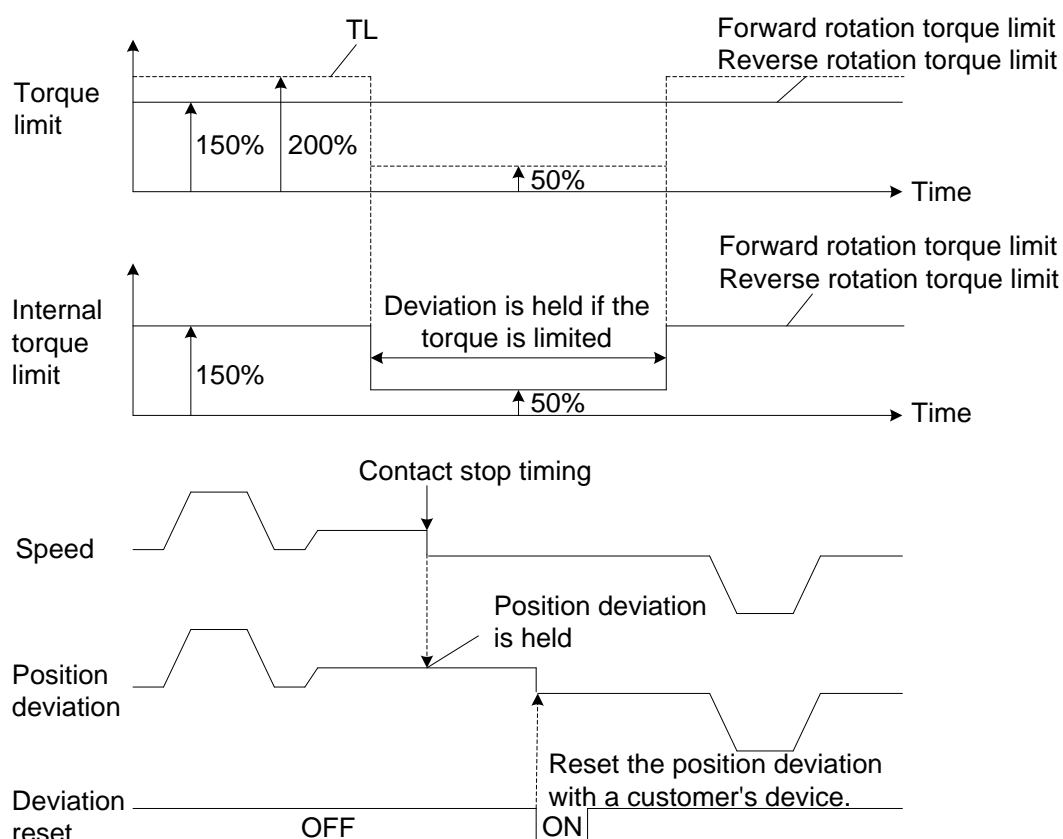 TL
Forward rotation torque limit
Reverse rotation torque limit
Torque
limit
150%
200%
50%
Time
Forward rotation torque limit
Reverse rotation torque limit
Internal
torque
limit
Deviation is held if the
torque is limited
150%
50%
Time
Contact stop timing
Speed
Position deviation
is held
Position
deviation
Reset the position deviation
with a customer's device.
Deviation
reset
OFF
ON